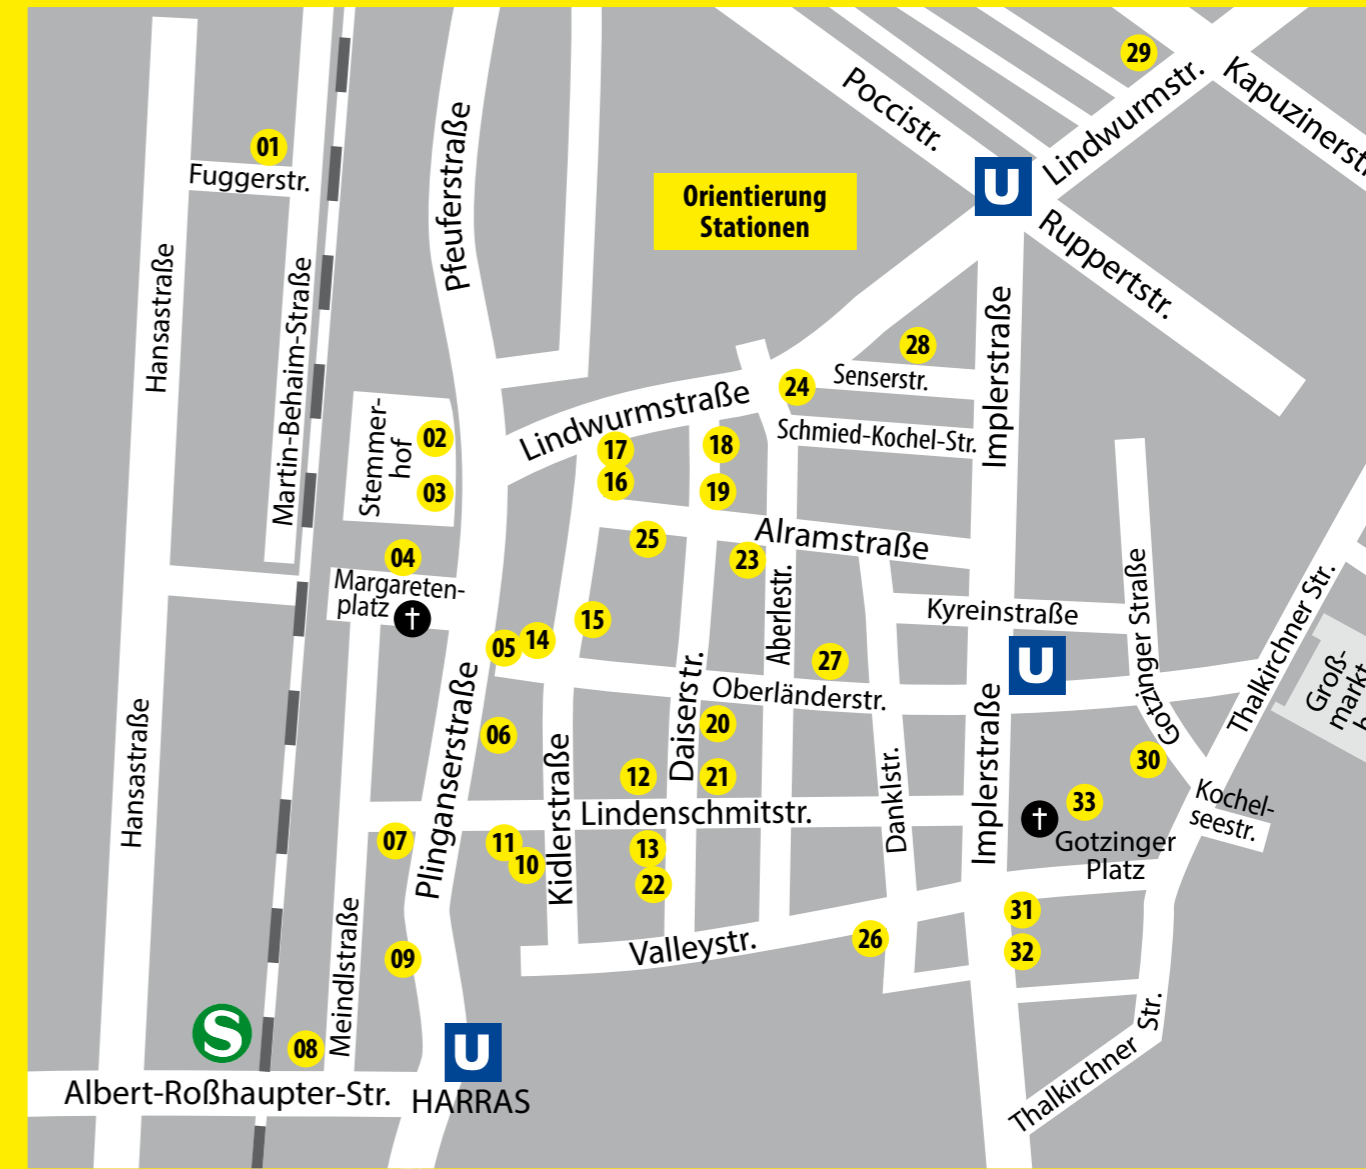 29
Kapuzinerstr
Poccistr.
Lindwurmstr.
01
Fuggerstr.
Pfeuferstraße
Orientierung
Stationen
U
Ruppertstr.
Hansastraße
Martin-Behaim-Straße
Implerstraße
28
Senserstr.
24
Lindwurmstraße
Schmied-Kochel-Str.
Stemmer-
hof
02
03
17
16
18
19
25
Alramstraße
23
04
Margareten-
platz
Aberlestr.
Kyreinstraße
Gotzinger Straße
Thalkirchner Str.
15
14
05
27
U
Oberländerstr.
Groß-
markt
Gotzinger
06
Plinganserstraße
Daiserstr.
20
Hansastraße
Kidlerstraße
12
21
Danklstr.
Implerstraße
30
Kochel-
seestr.
33
Lindenschmitstr.
07
11
10
13
22
Gotzinger
Platz
Meindlstraße
09
Valleystr.
26
31
32
S
08
U
Thalkirchner Str.
Albert-Roßhaupter-Str.
HARRAS